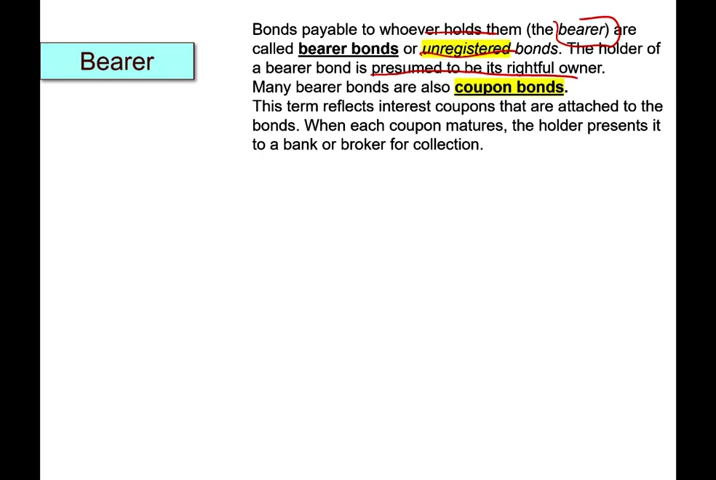 Bearer
Bonds payable to whoever holds them (the bearer) are
called bearer bonds or unregistered bonds. The holder of
a bearer bond is presumed to be its rightful owner.
Many bearer bonds are also coupon bonds.
This term reflects interest coupons that are attached to the
bonds. When each coupon matures, the holder presents it
to a bank or broker for collection.